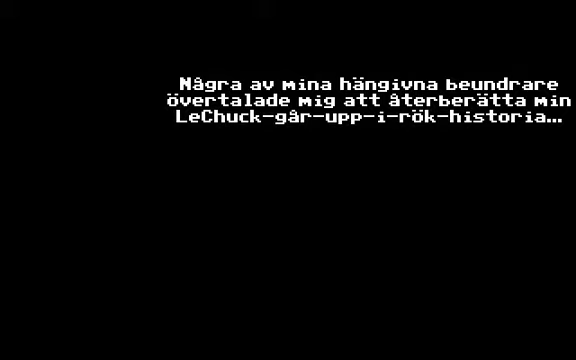 Några av mina hängivna beundrare
övertalade mig att återberätta min
LeChuck-går-upp-i-rök-historia...